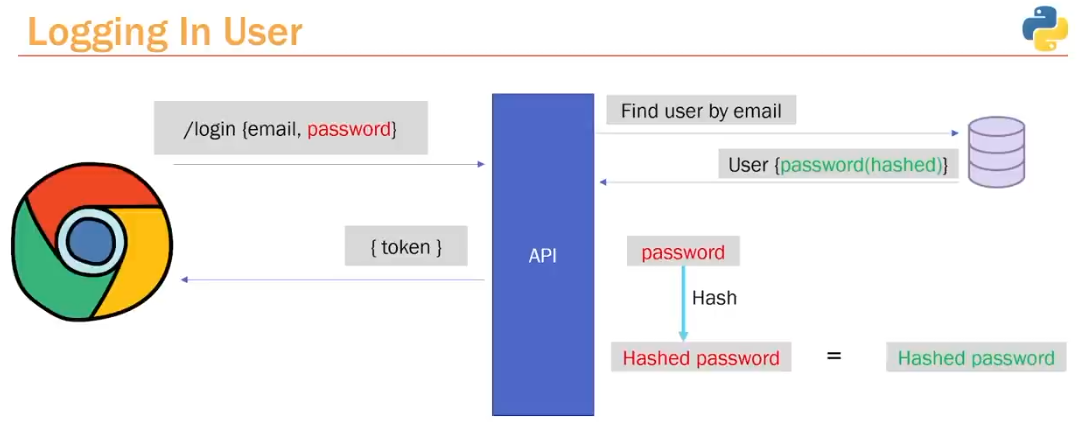 Logging In User
/login {email, password}
Find user by email
User {password(hashed)}
{ token }
API
password
Hash
Hashed password = Hashed password